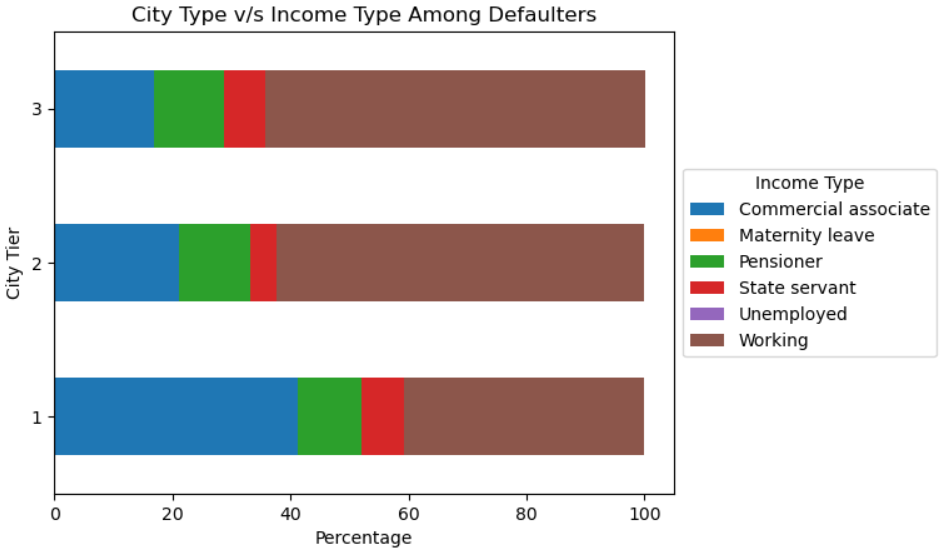 City Type v/s Income Type Among Defaulters
3
2
1
City Tier
0 20 40 60 80 100
Percentage
Income Type
Commercial associate
Maternity leave
Pensioner
State servant
Unemployed
Working